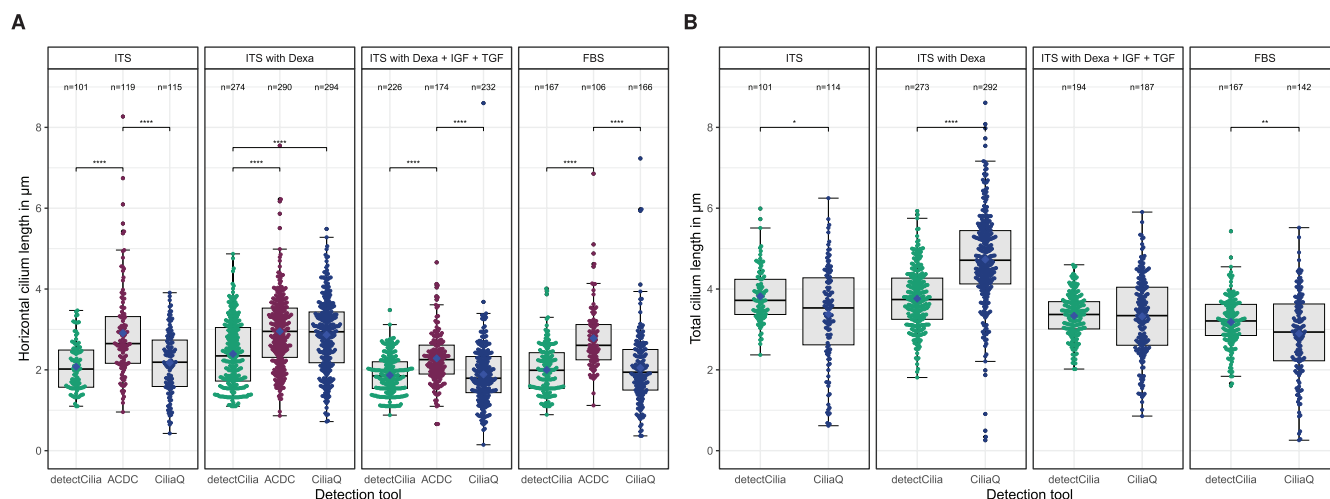 A
B
ITS
ITS with Dexa
ITS with Dexa + IGF + TGF
FBS
ITS
ITS with Dexa
ITS with Dexa + IGF + TGF
FBS
n=101 n=119 n=115
n=274 n=290 n=294
n=226 n=174 n=232
n=167 n=106 n=166
n=101 n=114
n=273 n=292
n=194 n=187
n=167 n=142
****
****
****
****
****
****
****
****
*
****
**
Horizontal cilium length in µm
8
6
4
2
0
Total cilium length in µm
8
6
4
2
0
detectCilia ACDC CiliaQ
detectCilia ACDC CiliaQ
detectCilia ACDC CiliaQ
detectCilia ACDC CiliaQ
detectCilia CiliaQ
detectCilia CiliaQ
detectCilia CiliaQ
detectCilia CiliaQ
Detection tool
Detection tool